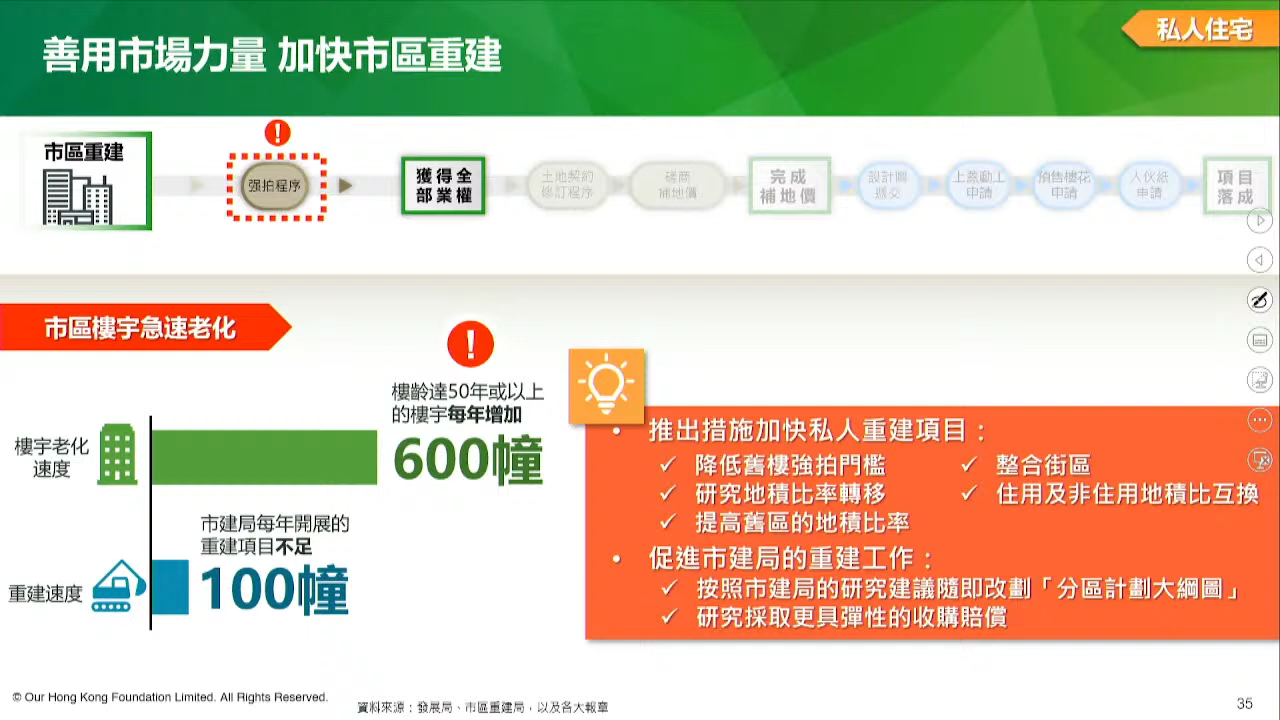 善用市場力量 加快市區重建
私人住宅
市區重建
强拍程序
獲得全
部業權
土地契約
修訂程序
磋商
補地價
完成
補地價
設計圖
遞交
上蓋動工
申請
預售樓花
申請
入伙紙
申請
項目
落成
市區樓宇急速老化
樓齡達50年或以上
的樓宇每年增加
600幢
樓宇老化
速度
市建局每年開展的
重建項目不足
100幢
重建速度
• 推出措施加快私人重建項目：
✓ 降低舊樓強拍門檻
✓ 整合街區
✓ 研究地積比率轉移
✓ 住用及非住用地積比互換
✓ 提高舊區的地積比率
• 促進市建局的重建工作：
✓ 按照市建局的研究建議隨即改劃「分區計劃大綱圖」
✓ 研究採取更具彈性的收購賠償
© Our Hong Kong Foundation Limited. All Rights Reserved.
資料來源：發展局、市區重建局，以及各大報章
35